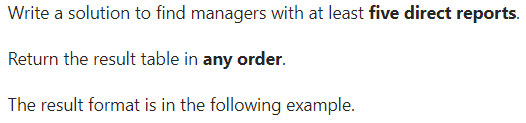 Write a solution to find managers with at least five direct reports.
Return the result table in any order.
The result format is in the following example.